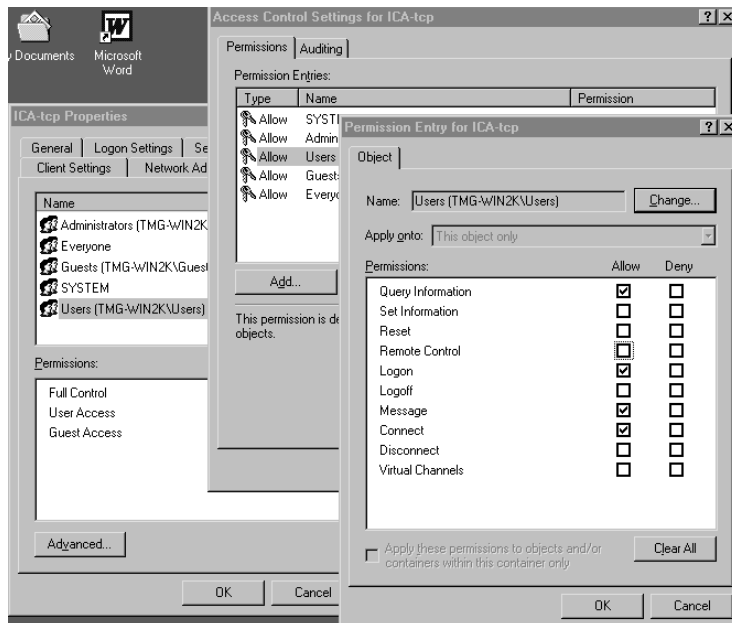 y Documents
Microsoft
Word
Access Control Settings for ICA-tcp
Permissions
Auditing
Permission Entries:
Type Name Permission
Allow SYSTE
Allow Admin
Allow Users
Allow Guest
Allow Everyo
Add...
This permission is de
objects.
ICA-tcp Properties
General Logon Settings Se
Client Settings Network Ad
Name
Administrators (TMG-WIN2K
Everyone
Guests (TMG-WIN2K\Guest
SYSTEM
Users (TMG-WIN2K\Users)
Permissions:
Full Control
User Access
Guest Access
Advanced...
OK Cancel
Permission Entry for ICA-tcp
Object
Name: Users (TMG-WIN2K\Users) Change...
Apply onto: This object only
Permissions: Allow Deny
Query Information
Set Information
Reset
Remote Control
Logon
Logoff
Message
Connect
Disconnect
Virtual Channels
Apply these permissions to objects and/or
containers within this container only
Clear All
OK Cancel